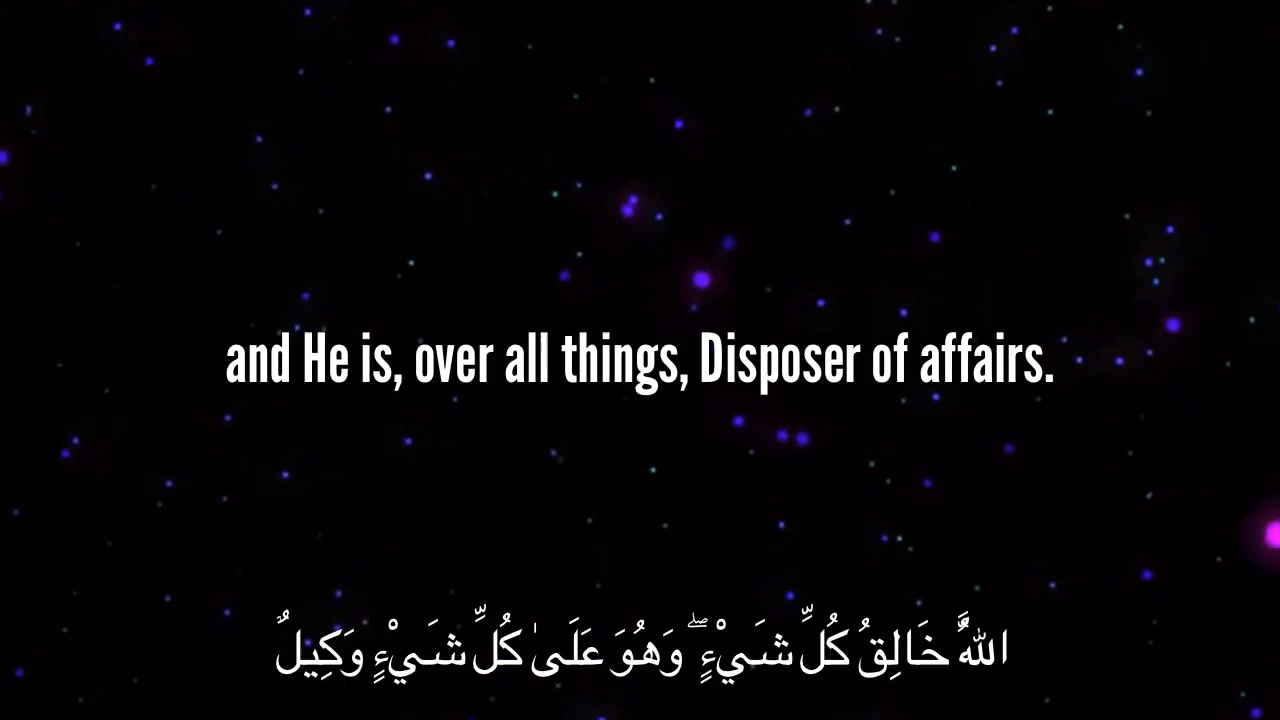 and He is, over all things, Disposer of affairs.
اللَّهُ خَالِقُ كُلِّ شَيْءٍ ۖ وَهُوَ عَلَىٰ كُلِّ شَيْءٍ وَكِيلٌ